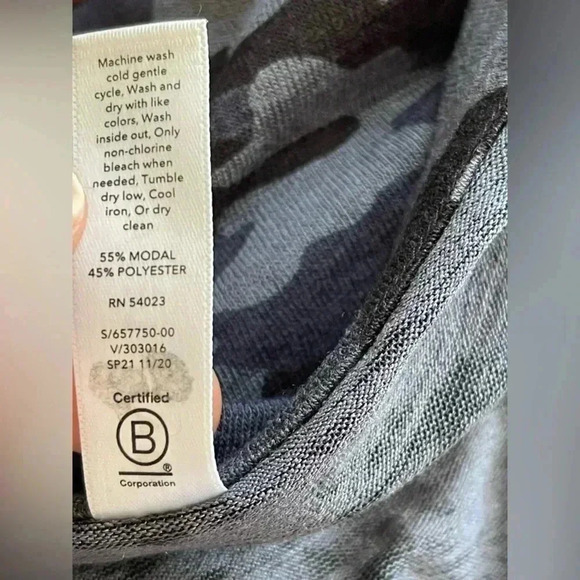 Machine wash
cold gentle
cycle, Wash and
dry with like
colors, Wash
inside out, Only
non-chlorine
bleach when
needed, Tumble
dry low, Cool
iron, Or dry
clean
55% MODAL
45% POLYESTER
RN 54023
S/657750-00
V/303016
SP21 11/20
Certified
B
®
Corporation